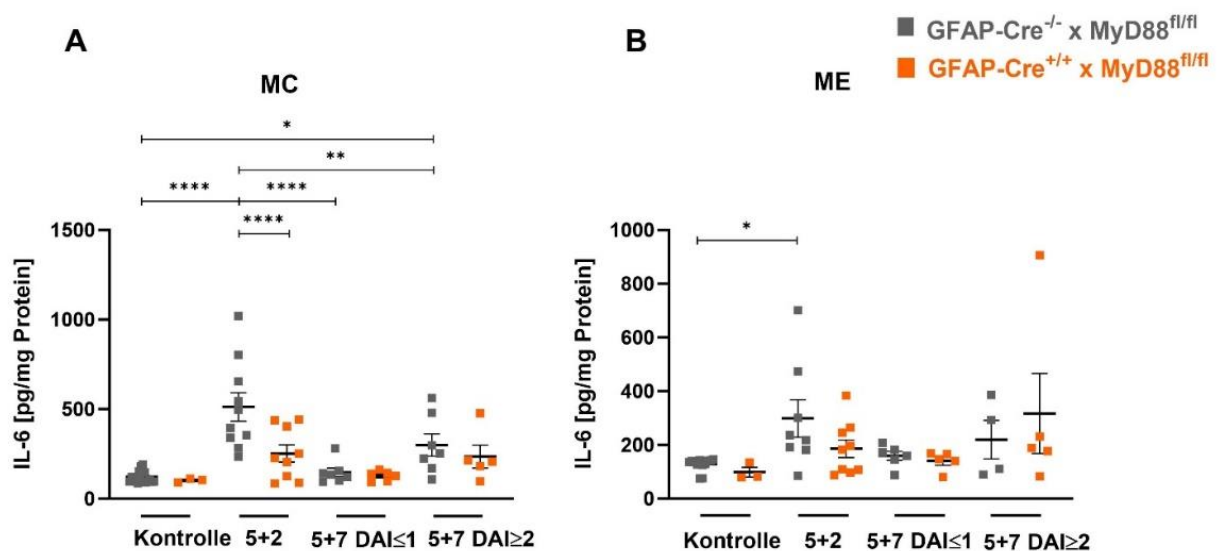 A
B
GFAP-Cre-/- x MyD88fl/fl
GFAP-Cre+/+ x MyD88fl/fl
MC
ME
*
**
**** ****
****
*
IL-6 [pg/mg Protein]
1500
1000
500
0
Kontrolle 5+2 5+7 DAI≤1 5+7 DAI≥2
IL-6 [pg/mg Protein]
1000
800
600
400
200
0
Kontrolle 5+2 5+7 DAI≤1 5+7 DAI≥2